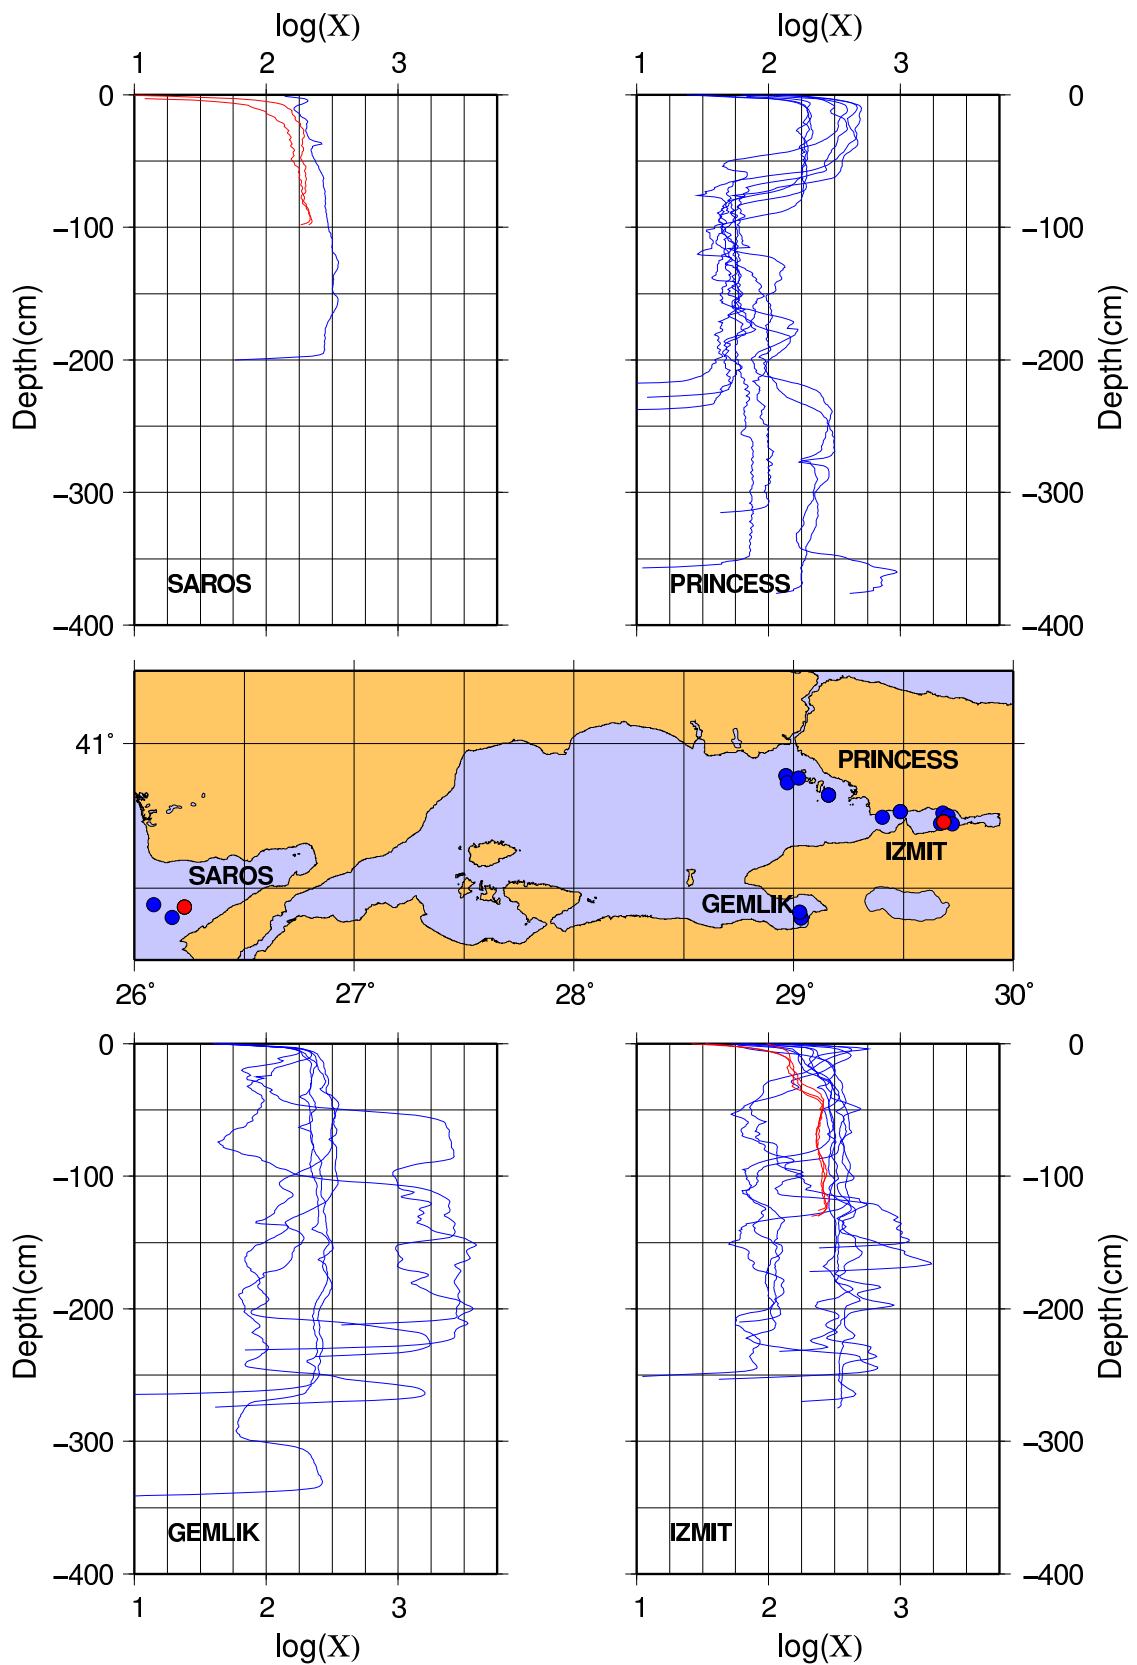 log(X) log(X)
1 2 3 1 2 3
0 0
−100 −100
−200 −200
−300 −300
−400 −400
Depth(cm) Depth(cm)
SAROS PRINCESS
41°
PRINCESS
IZMIT
SAROS
GEMLIK
26° 27° 28° 29° 30°
0 0
−100 −100
−200 −200
−300 −300
−400 −400
Depth(cm) Depth(cm)
GEMLIK IZMIT
1 2 3 1 2 3
log(X) log(X)